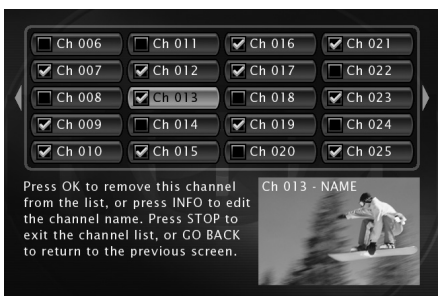 Ch 006 Ch 011 Ch 016 Ch 021
Ch 007 Ch 012 Ch 017 Ch 022
Ch 008 Ch 013 Ch 018 Ch 023
Ch 009 Ch 014 Ch 019 Ch 024
Ch 010 Ch 015 Ch 020 Ch 025
Press OK to remove this channel
from the list, or press INFO to edit
the channel name. Press STOP to
exit the channel list, or GO BACK
to return to the previous screen.
Ch 013 - NAME